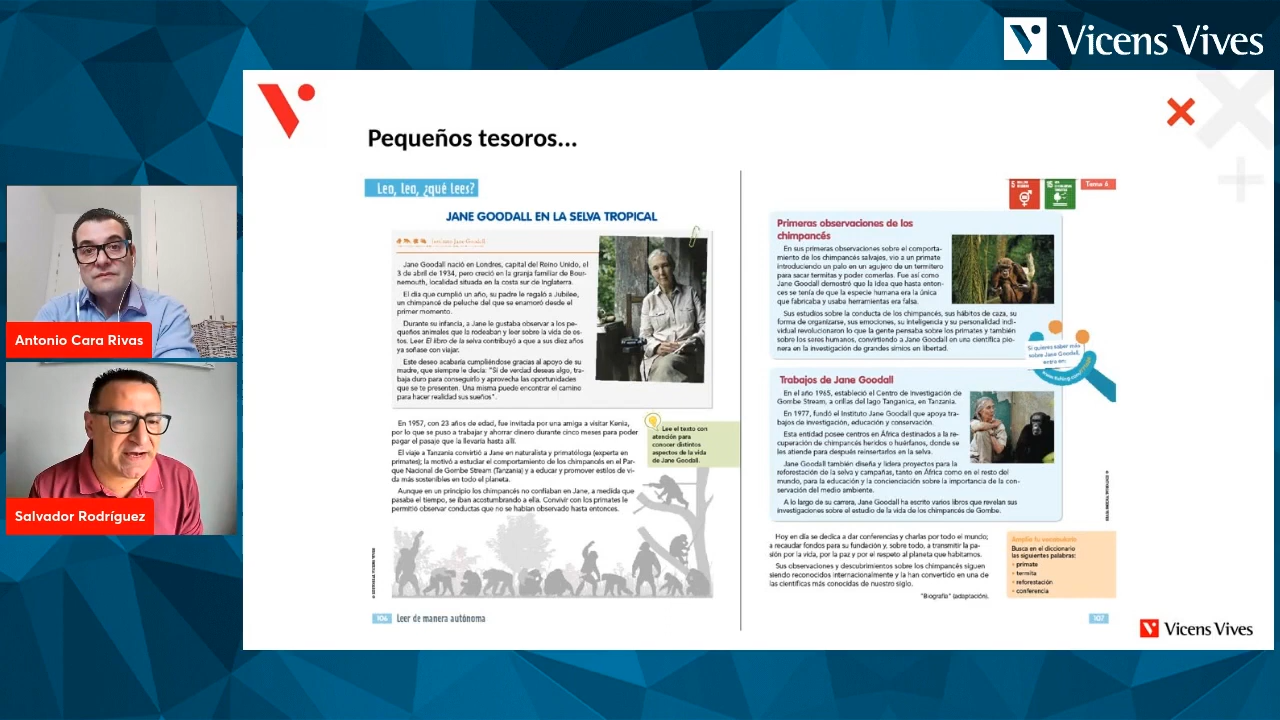 Vicens Vives
Pequeños tesoros...
Antonio Cara Rivas
Salvador Rodríguez
Leo, leo, ¿qué lees?
JANE GOODALL EN LA SELVA TROPICAL
Instituto Jane Goodall
Jane Goodall nació en Londres, capital del Reino Unido, el
3 de abril de 1934, pero creció en la granja familiar de Bour-
nemouth, localidad situada en la costa sur de Inglaterra.
El día que cumplió un año, su padre le regaló a Jubilee,
un chimpancé de peluche del que se enamoró desde el
primer momento.
Durante su infancia, a Jane le gustaba observar a los pe-
queños animales que la rodeaban y leer sobre la vida de es-
tos. Leer El libro de la selva contribuyó a que a sus diez años
ya soñase con viajar.
Este deseo acabaría cumpliéndose gracias al apoyo de su
madre, que siempre le decía: "Si de verdad deseas algo, tra-
baja duro para conseguirlo y aprovecha las oportunidades
que se te presenten. Una misma puede encontrar el camino
para hacer realidad sus sueños".
En 1957, con 23 años de edad, fue invitada por una amiga a visitar Kenia,
por lo que se puso a trabajar y ahorrar dinero durante cinco meses para poder
pagar el pasaje que la llevaría hasta allí.
El viaje a Tanzania convirtió a Jane en naturalista y primatóloga (experta en
primates); la motivó a estudiar el comportamiento de los chimpancés en el Par-
que Nacional de Gombe Stream (Tanzania) y a educar y promover estilos de vi-
da más sostenibles en todo el planeta.
Aunque en un principio los chimpancés no confiaban en Jane, a medida que
pasaba el tiempo, se iban acostumbrando a ella. Convivir con los primates le
permitió observar conductas que no se habían observado hasta entonces.
Lee el texto con
atención para
conocer distintos
aspectos de la vida
de Jane Goodall.
106 Leer de manera autónoma
Tema 6
Primeras observaciones de los
chimpancés
En sus primeras observaciones sobre el comporta-
miento de los chimpancés salvajes, vio a un primate
introduciendo un palo en un agujero de un termitero
para sacar termitas y poder comerlas. Fue así como
Jane Goodall demostró que la idea que hasta enton-
ces se tenía de que la especie humana era la única
que fabricaba y usaba herramientas era falsa.
Sus estudios sobre la conducta de los chimpancés, sus hábitos de caza, su
forma de organizarse, sus emociones, su inteligencia y su personalidad indi-
vidual revolucionaron lo que la gente pensaba sobre los primates y también
sobre los seres humanos, convirtiendo a Jane Goodall en una científica pio-
nera en la investigación de grandes simios en libertad.
Si quieres saber más
sobre Jane Goodall,
entra en:
Trabajos de Jane Goodall
En el año 1965, estableció el Centro de Investigación de
Gombe Stream, a orillas del lago Tanganica, en Tanzania.
En 1977, fundó el Instituto Jane Goodall que apoya tra-
bajos de investigación, educación y conservación.
Esta entidad posee centros en África destinados a la re-
cuperación de chimpancés heridos o huérfanos, donde se
les atiende para después reinsertarlos en la selva.
Jane Goodall también diseña y lidera proyectos para la
reforestación de la selva y campañas, tanto en África como en el resto del
mundo, para la educación y la concienciación sobre la importancia de la con-
servación del medio ambiente.
A lo largo de su carrera, Jane Goodall ha escrito varios libros que revelan sus
investigaciones sobre el estudio de la vida de los chimpancés de Gombe.
Hoy en día se dedica a dar conferencias y charlas por todo el mundo;
a recaudar fondos para su fundación y, sobre todo, a transmitir la pa-
sión por la vida, por la paz y por el respeto al planeta que habitamos.
Sus observaciones y descubrimientos sobre los chimpancés siguen
siendo reconocidos internacionalmente y la han convertido en una de
las científicas más conocidas de nuestro siglo.
"Biografía" (adaptación).
Amplía tu vocabulario
Busca en el diccionario
las siguientes palabras:
• primate
• termita
• reforestación
• conferencia
107
Vicens Vives